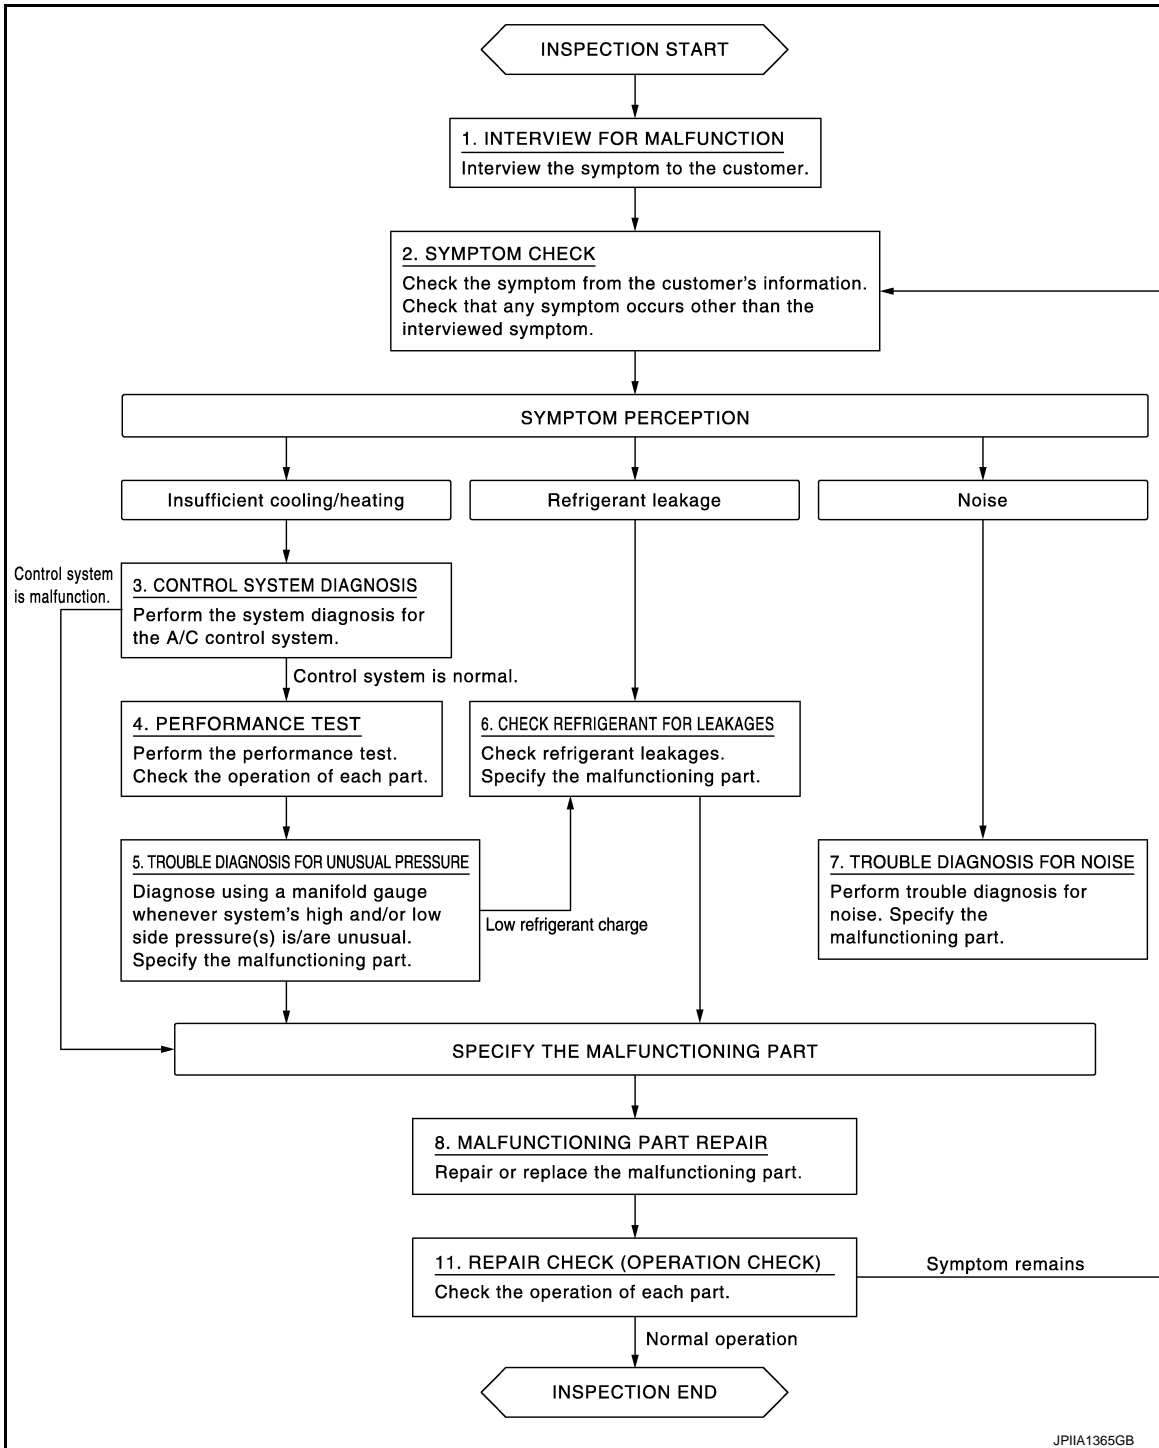 INSPECTION START
1. INTERVIEW FOR MALFUNCTION
Interview the symptom to the customer.
2. SYMPTOM CHECK
Check the symptom from the customer's information.
Check that any symptom occurs other than the
interviewed symptom.
SYMPTOM PERCEPTION
Insufficient cooling/heating
Refrigerant leakage
Noise
Control system
is malfunction.
3. CONTROL SYSTEM DIAGNOSIS
Perform the system diagnosis for
the A/C control system.
Control system is normal.
4. PERFORMANCE TEST
Perform the performance test.
Check the operation of each part.
6. CHECK REFRIGERANT FOR LEAKAGES
Check refrigerant leakages.
Specify the malfunctioning part.
5. TROUBLE DIAGNOSIS FOR UNUSUAL PRESSURE
Diagnose using a manifold gauge
whenever system's high and/or low
side pressure(s) is/are unusual.
Specify the malfunctioning part.
Low refrigerant charge
7. TROUBLE DIAGNOSIS FOR NOISE
Perform trouble diagnosis for
noise. Specify the
malfunctioning part.
SPECIFY THE MALFUNCTIONING PART
8. MALFUNCTIONING PART REPAIR
Repair or replace the malfunctioning part.
11. REPAIR CHECK (OPERATION CHECK)
Check the operation of each part.
Symptom remains
Normal operation
INSPECTION END
JPIIA1365GB